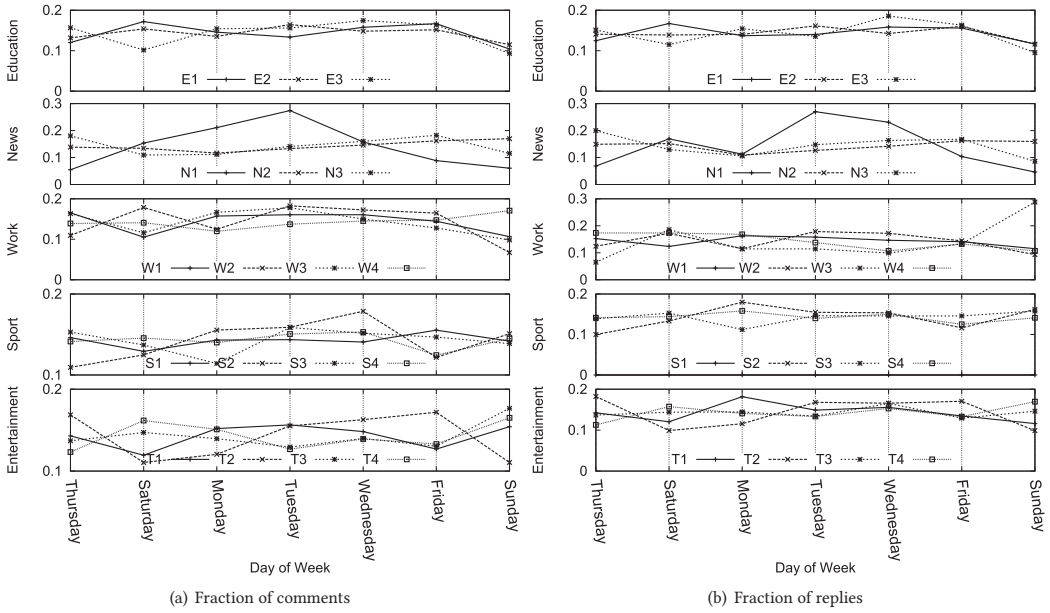 Education
0.2
0.1
0
E1 E2 E3
News
0.3
0.2
0.1
0
N1 N2 N3
Work
0.2
0.1
0
W1 W2 W3 W4
Sport
0.2
0.1
S1 S2 S3 S4
Entertainment
0.2
0.1
T1 T2 T3 T4
Thursday
Saturday
Monday
Tuesday
Wednesday
Friday
Sunday
Day of Week
(a) Fraction of comments
Education
0.2
0.1
0
E1 E2 E3
News
0.3
0.2
0.1
0
N1 N2 N3
Work
0.3
0.2
0.1
0
W1 W2 W3 W4
Sport
0.2
0.1
0
S1 S2 S3 S4
Entertainment
0.2
0.1
0
T1 T2 T3 T4
Thursday
Saturday
Monday
Tuesday
Wednesday
Friday
Sunday
Day of Week
(b) Fraction of replies